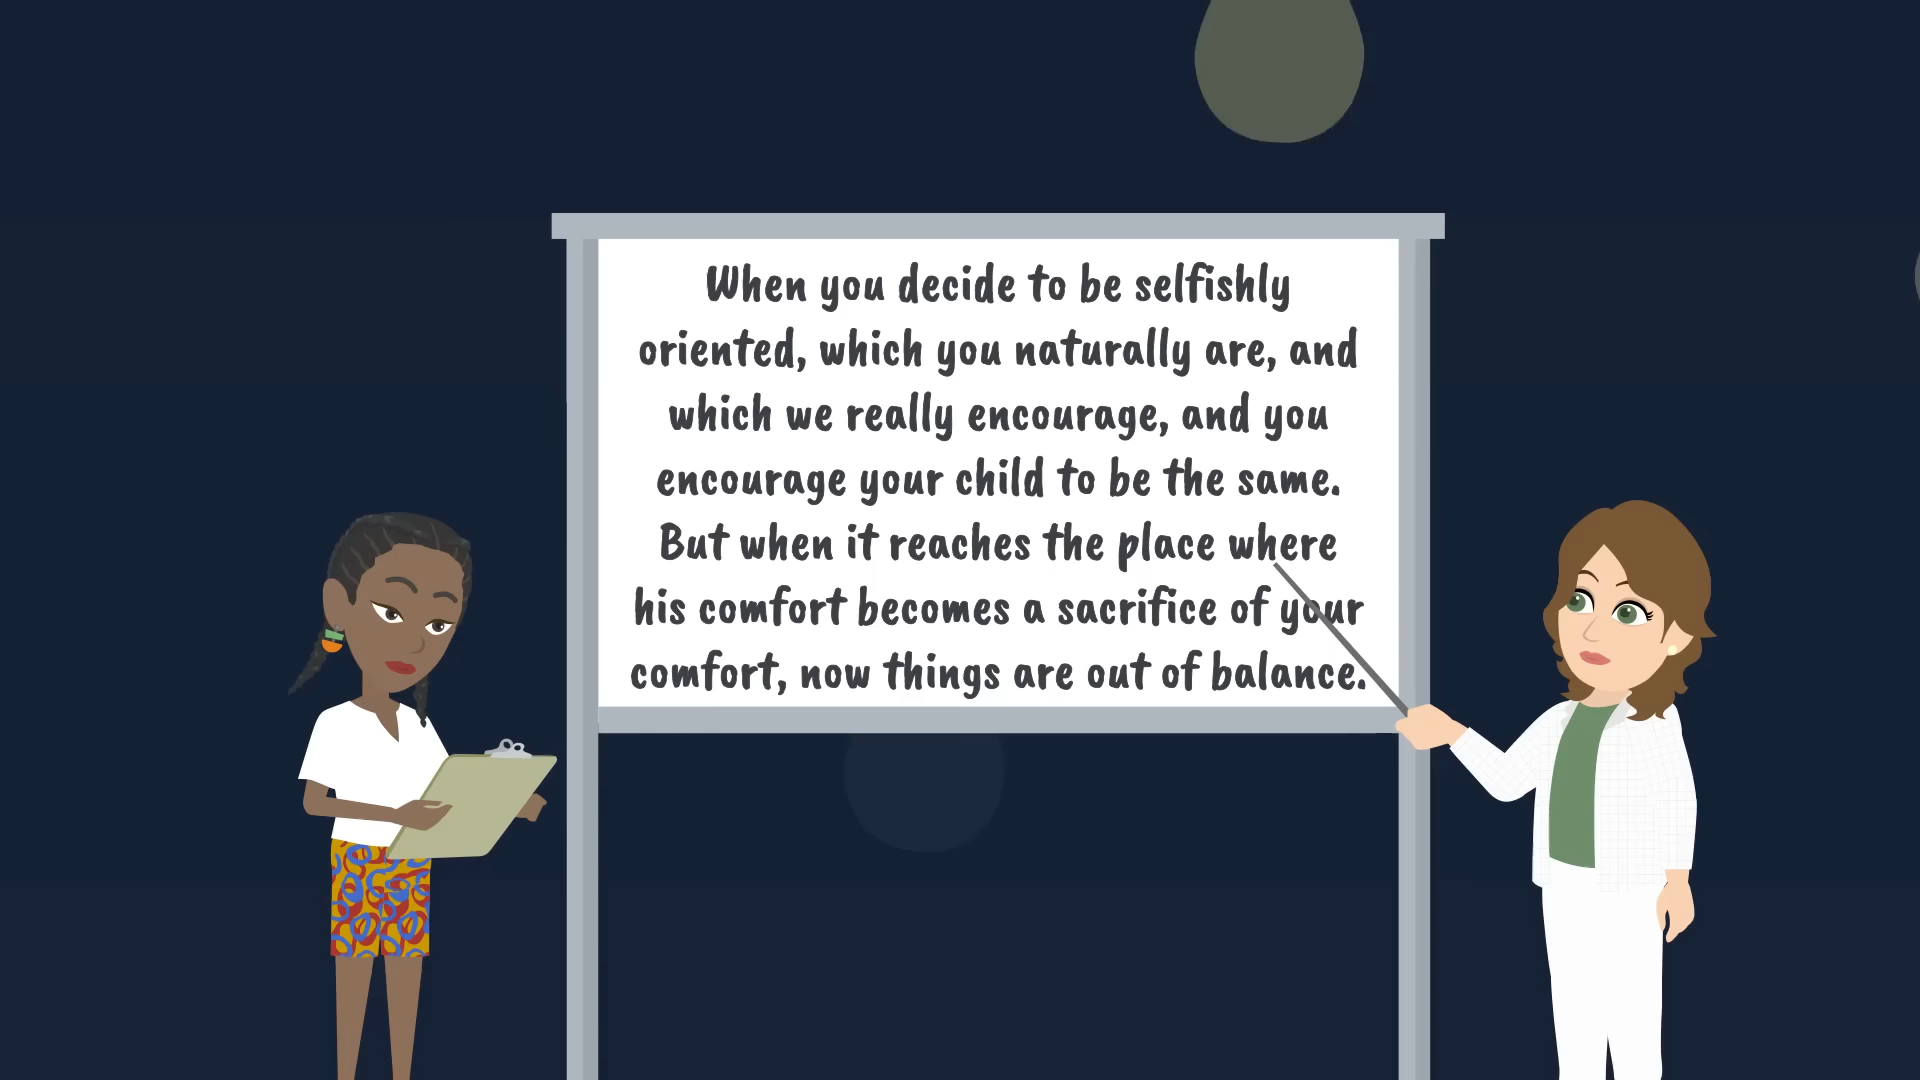 When you decide to be selfishly
oriented, which you naturally are, and
which we really encourage, and you
encourage your child to be the same.
But when it reaches the place where
his comfort becomes a sacrifice of your
comfort, now things are out of balance.